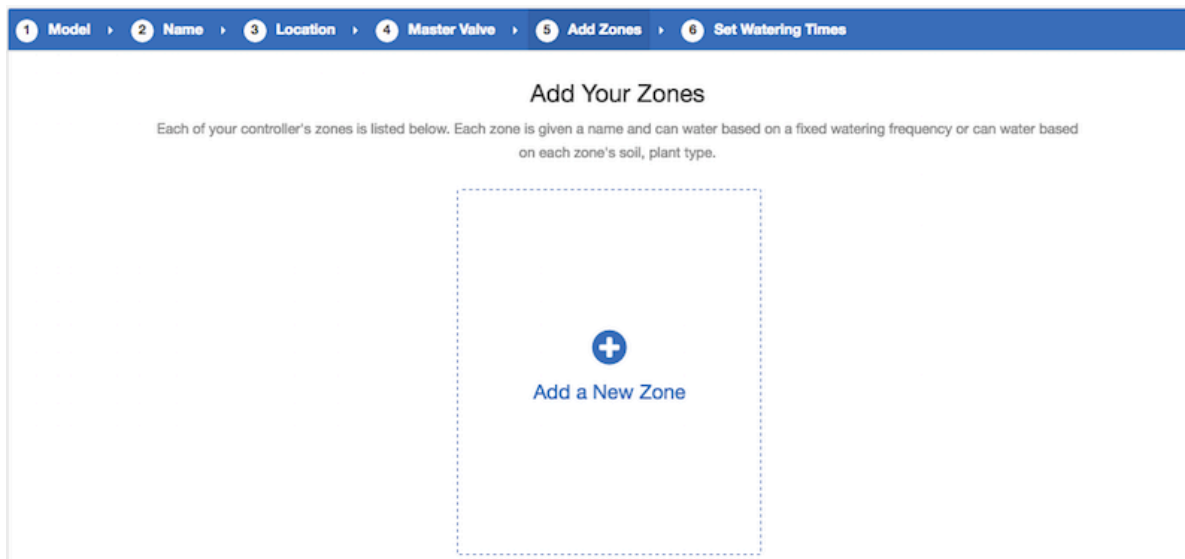 1 Model 2 Name 3 Location 4 Master Valve 5 Add Zones 6 Set Watering Times
Add Your Zones
Each of your controller's zones is listed below. Each zone is given a name and can water based on a fixed watering frequency or can water based
on each zone's soil, plant type.
Add a New Zone